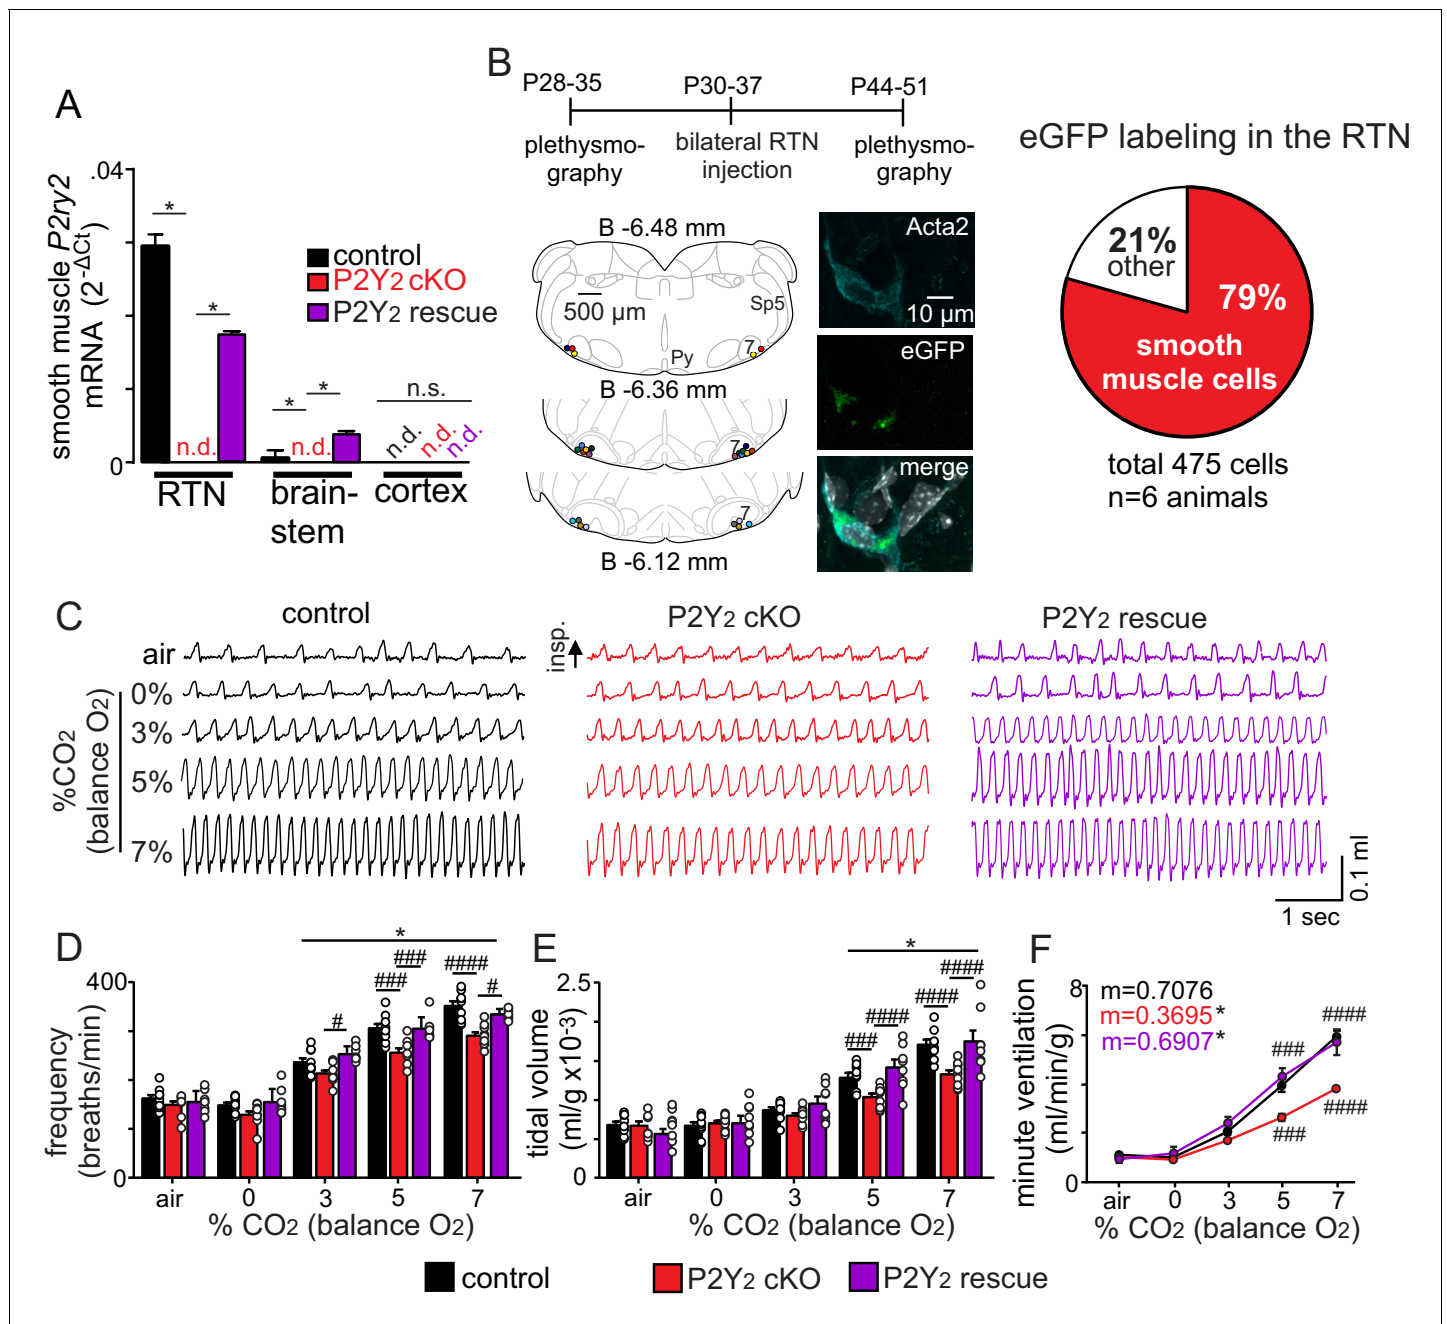 A
smooth muscle P2ry2
mRNA (2^-ΔCt)
.04
0
*
*
*
*
n.s.
n.d.
n.d.
n.d.
n.d.
n.d.
RTN
brain-
stem
cortex
control
P2Y2 cKO
P2Y2 rescue
B
P28-35
P30-37
P44-51
plethysmo-
graphy
bilateral RTN
injection
plethysmo-
graphy
B -6.48 mm
500 µm
Sp5
7
Py
B -6.36 mm
7
7
B -6.12 mm
Acta2
10 µm
eGFP
merge
eGFP labeling in the RTN
21%
other
79%
smooth
muscle cells
total 475 cells
n=6 animals
C
control
P2Y2 cKO
P2Y2 rescue
insp.
air
0%
3%
5%
7%
%CO2
(balance O2)
0.1 ml
1 sec
D
frequency
(breaths/min)
400
0
*
#
###
###
####
#
air
0
3
5
7
% CO2 (balance O2)
E
tidal volume
(ml/g x10-3)
2.5
0
*
###
####
####
####
air
0
3
5
7
% CO2 (balance O2)
F
minute ventilation
(ml/min/g)
8
0
m=0.7076
m=0.3695*
m=0.6907*
###
####
###
####
air
0
3
5
7
% CO2 (balance O2)
control
P2Y2 cKO
P2Y2 rescue